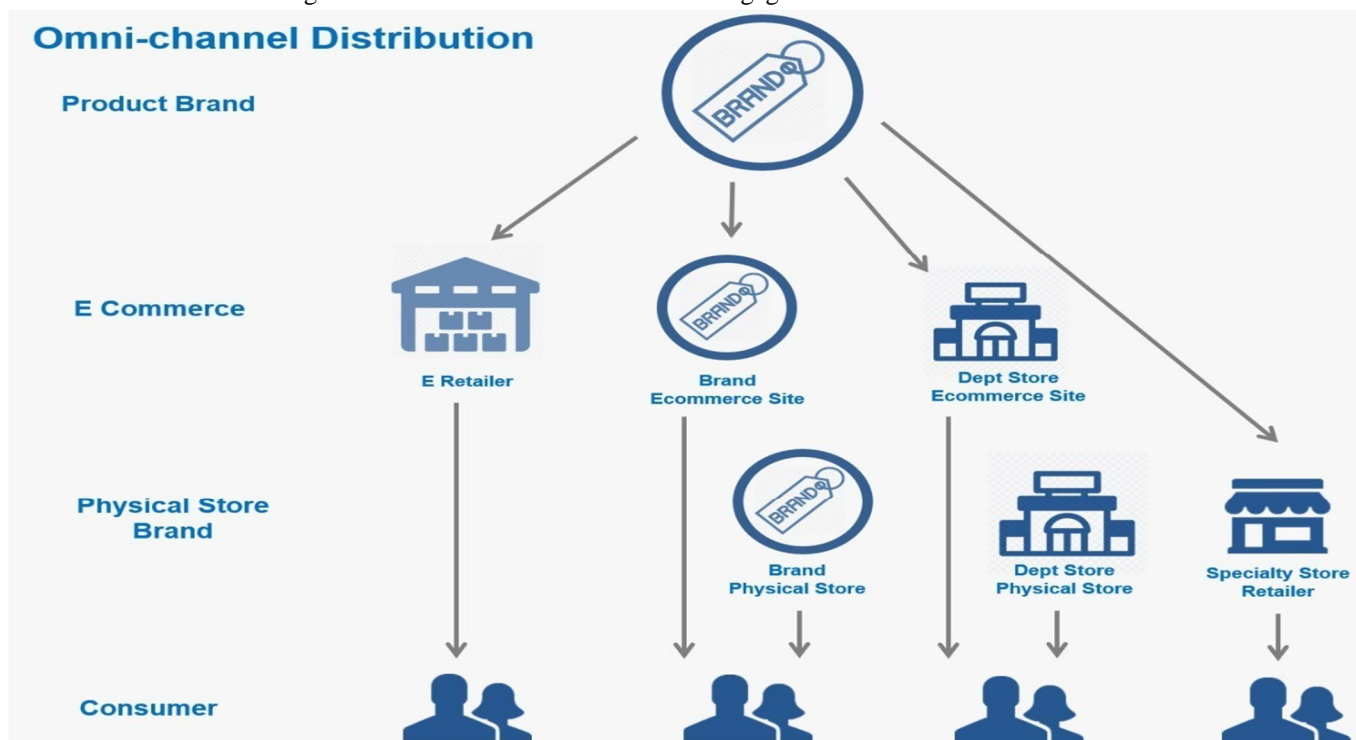 Omni-channel Distribution
Product Brand
BRAND
E Commerce
BRAND
E Retailer
Brand
Ecommerce Site
Dept Store
Ecommerce Site
Physical Store
Brand
BRAND
Brand
Physical Store
Dept Store
Physical Store
Specialty Store
Retailer
Consumer